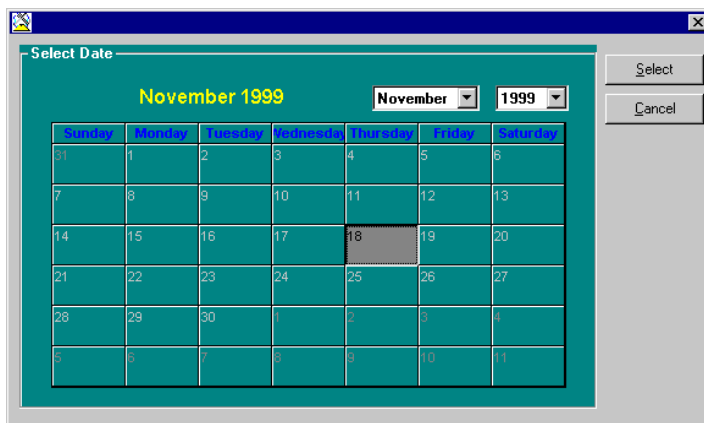 Select Date
Select
November 1999
November
1999
Cancel
Sunday Monday Tuesday Wednesday Thursday Friday Saturday
31 1 2 3 4 5 6
7 8 9 10 11 12 13
14 15 16 17 18 19 20
21 22 23 24 25 26 27
28 29 30 1 2 3 4
5 6 7 8 9 10 11